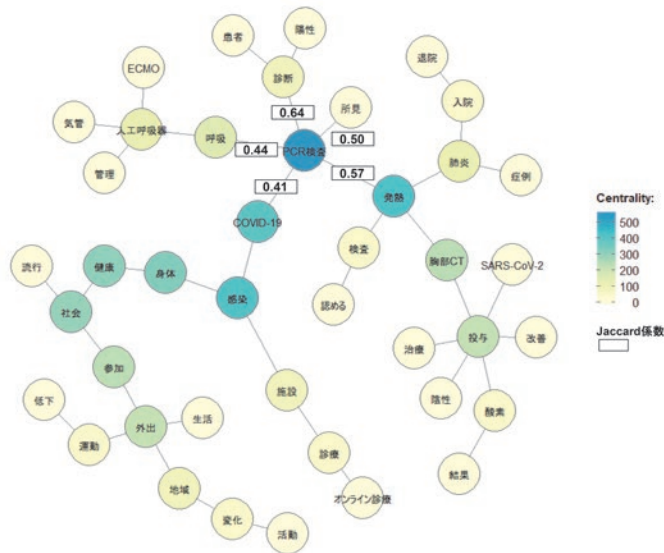 患者
陽性
ECMO
診断
退院
入院
所見
0.64
気管
人工呼吸器
呼吸
0.44
PCR検査
0.50
0.57
肺炎
管理
0.41
症例
発熱
Centrality:
500
400
300
200
100
0
COVID-19
検査
胸部CT
SARS-CoV-2
流行
健康
身体
感染
認める
社会
Jaccard係数
治療
投与
改善
参加
施設
陰性
酸素
低下
運動
外出
生活
診療
結果
地域
オンライン診療
変化
活動